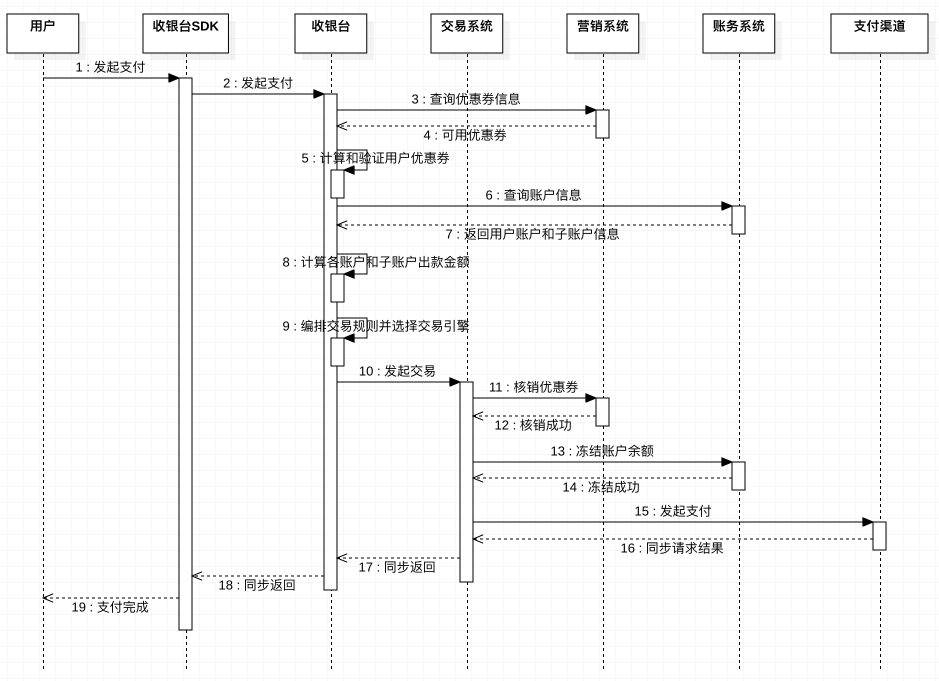 用户
收银台SDK
收银台
交易系统
营销系统
账务系统
支付渠道
1 : 发起支付
2 : 发起支付
3 : 查询优惠券信息
4 : 可用优惠券
5 : 计算和验证用户优惠券
6 : 查询账户信息
7 : 返回用户账户和子账户信息
8 : 计算各账户和子账户出款金额
9 : 编排交易规则并选择交易引擎
10 : 发起交易
11 : 核销优惠券
12 : 核销成功
13 : 冻结账户余额
14 : 冻结成功
15 : 发起支付
16 : 同步请求结果
17 : 同步返回
18 : 同步返回
19 : 支付完成